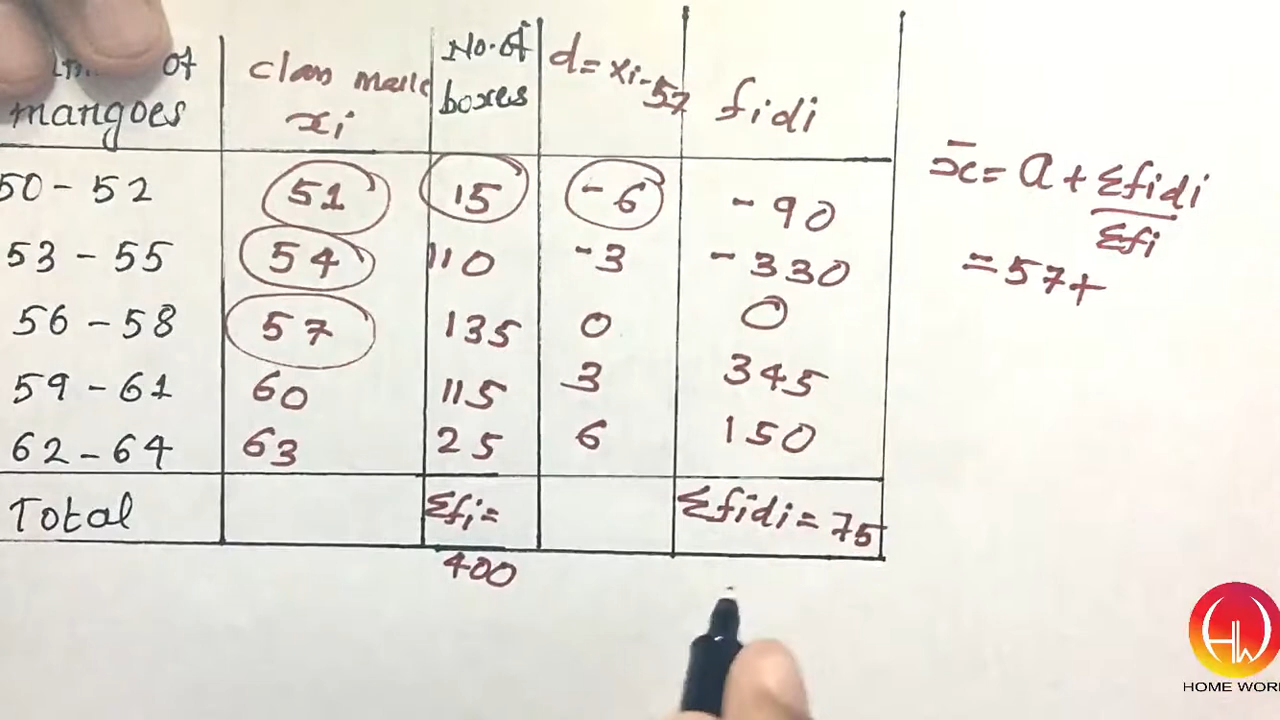 of
mangoes
class mark
xi
No. of
boxes
d = xi - 57
fidi
50 - 52 51 15 -6 -90
53 - 55 54 110 -3 -330
56 - 58 57 135 0 0
59 - 61 60 115 3 345
62 - 64 63 25 6 150
Total Σfi = 400 Σfidi = 75
x̄ = a + Σfidi / Σfi
= 57 +
HOME WOR